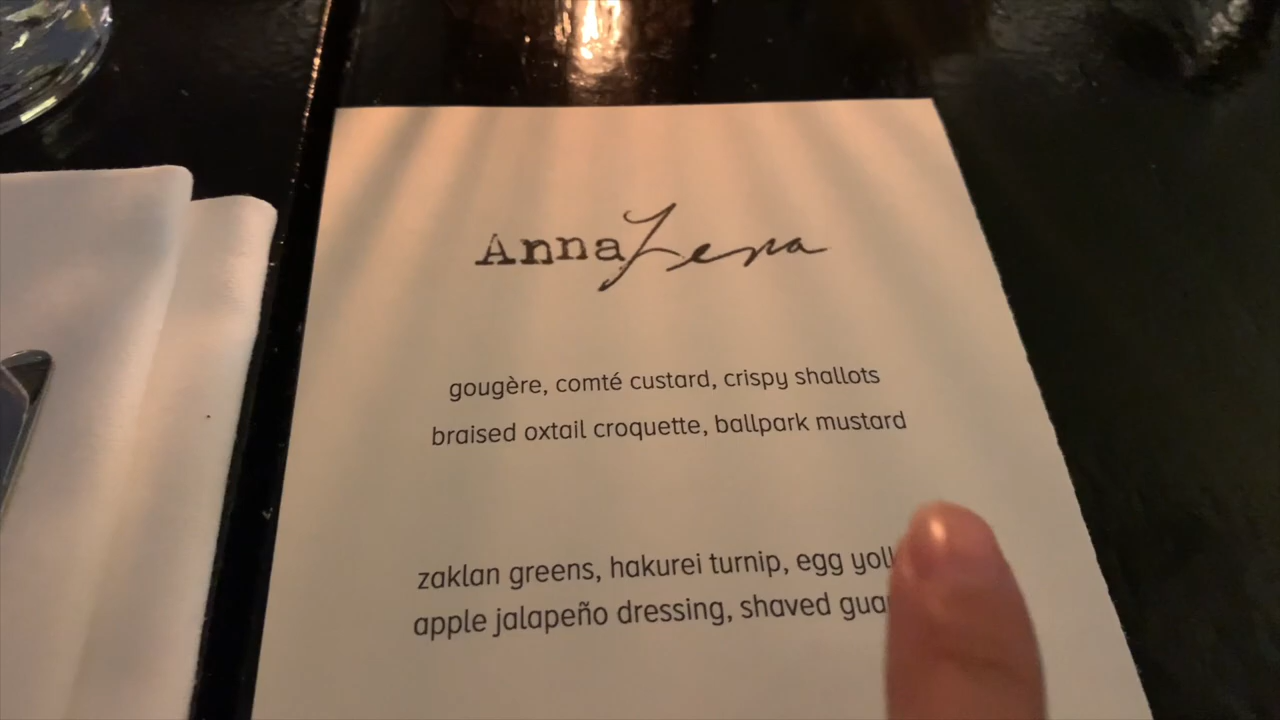 AnnaLena
gougère, comté custard, crispy shallots
braised oxtail croquette, ballpark mustard
zaklan greens, hakurei turnip, egg
apple jalapeño dressing, shaved